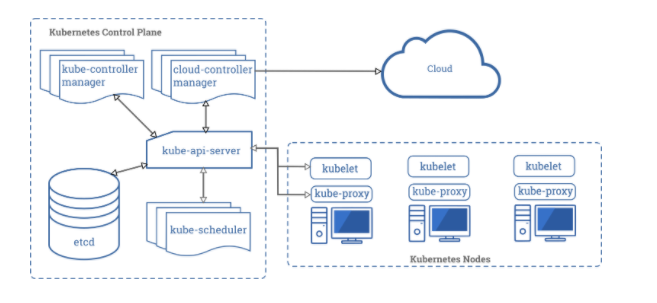 Kubernetes Control Plane
kube-controller
manager
cloud-controller
manager
Cloud
kube-api-server
kubelet
kubelet
kubelet
kube-proxy
kube-proxy
kube-proxy
etcd
kube-scheduler
Kubernetes Nodes